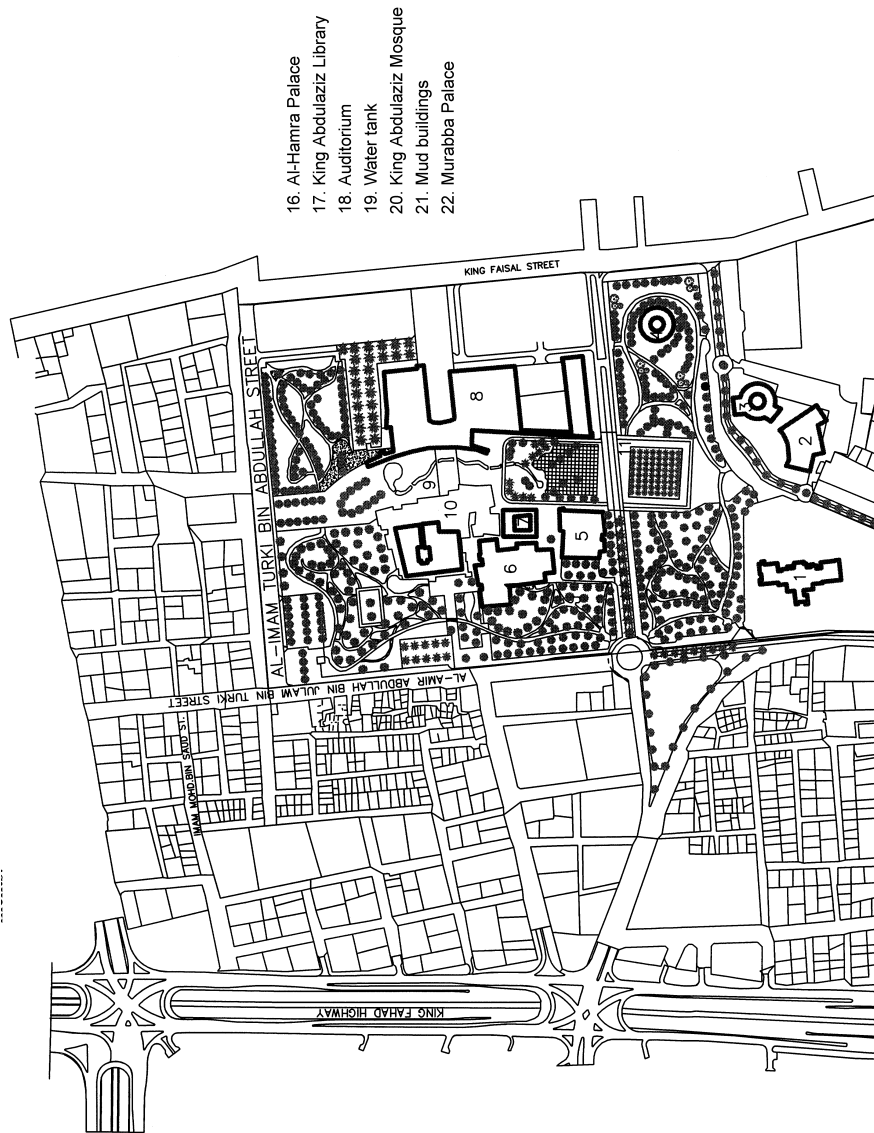 16. Al-Hamra Palace
17. King Abdulaziz Library
18. Auditorium
19. Water tank
20. King Abdulaziz Mosque
21. Mud buildings
22. Murabba Palace
KING FAISAL STREET
AL-IMAM TURKI BIN ABDULLAH STREET
AL-AMIR ABDULLAH BIN JULAWI BIN TURKI STREET
IMAM MOHD.BIN SAUD ST.
KING FAHAD HIGHWAY
8
9
10
7
6
5
3
2
1